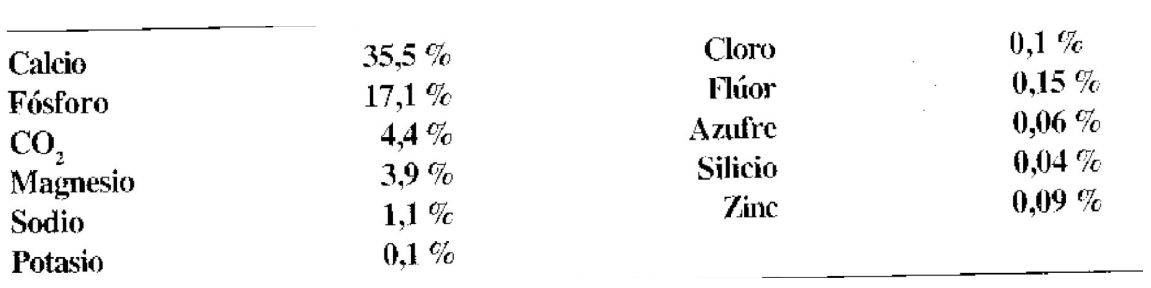 Calcio 35,5 %
Fósforo 17,1 %
CO₂ 4,4 %
Magnesio 3,9 %
Sodio 1,1 %
Potasio 0,1 %
Cloro 0,1 %
Flúor 0,15 %
Azufre 0,06 %
Silicio 0,04 %
Zinc 0,09 %